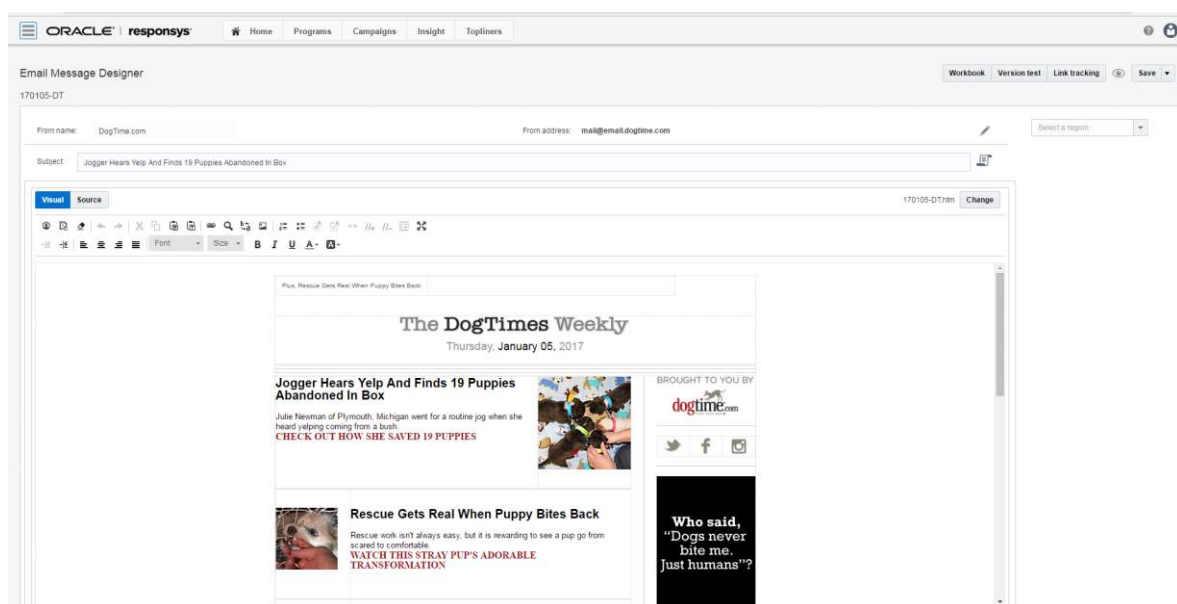 ORACLE | responsys
Home Programs Campaigns Insight Topliners
Email Message Designer
Workbook Version test Link tracking Save
170105-DT
From name: DogTime.com From address: mail@email.dogtime.com
Select a region
Subject: Jogger Hears Yelp And Finds 19 Puppies Abandoned In Box
Visual Source 170105-DT.htm Change
Font Size B I U A A
Plus, Rescue Gets Real When Puppy Bites Back
The DogTimes Weekly
Thursday, January 05, 2017
Jogger Hears Yelp And Finds 19 Puppies
Abandoned In Box
Julie Newman of Plymouth, Michigan went for a routine jog when she
heard yelping coming from a bush.
CHECK OUT HOW SHE SAVED 19 PUPPIES
BROUGHT TO YOU BY
dogtime.com
Rescue Gets Real When Puppy Bites Back
Rescue work isn't always easy, but it is rewarding to see a pup go from
scared to comfortable.
WATCH THIS STRAY PUP'S ADORABLE
TRANSFORMATION
Who said,
"Dogs never
bite me.
Just humans"?